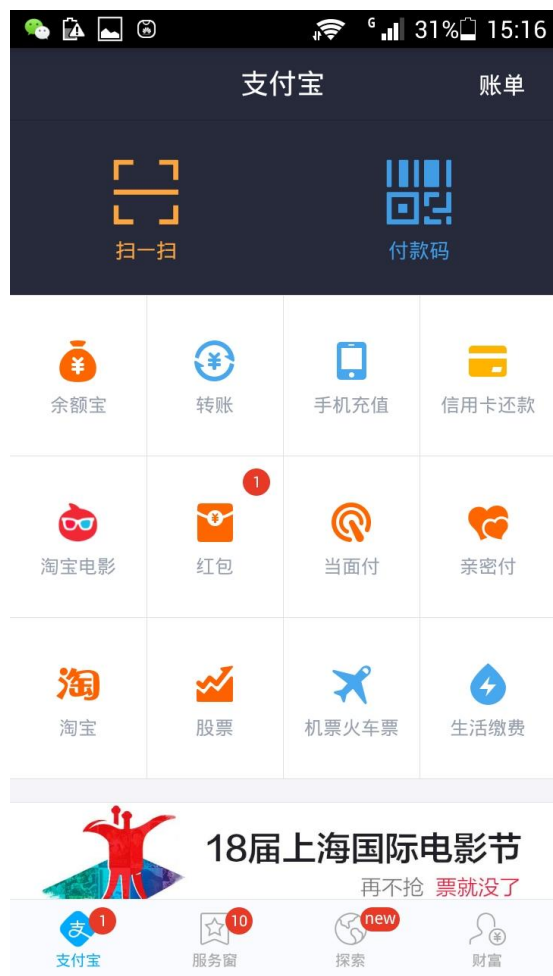 G 31% 15:16
支付宝 账单
扫一扫 付款码
余额宝 转账 手机充值 信用卡还款
1
淘宝电影 红包 当面付 亲密付
淘
淘宝 股票 机票火车票 生活缴费
18届上海国际电影节
再不抢 票就没了
支 1 10 new
支付宝 服务窗 探索 财富